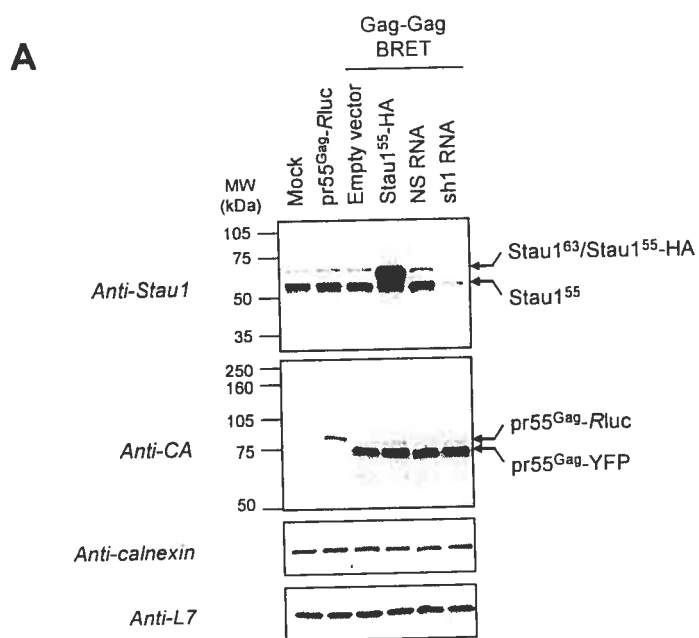 A
Gag-Gag
BRET
Mock
pr55Gag-Rluc
Empty vector
Stau155-HA
NS RNA
sh1 RNA
MW
(kDa)
105
75
50
35
Anti-Stau1
Stau163/Stau155-HA
Stau155
250
160
105
75
50
Anti-CA
pr55Gag-Rluc
pr55Gag-YFP
Anti-calnexin
Anti-L7